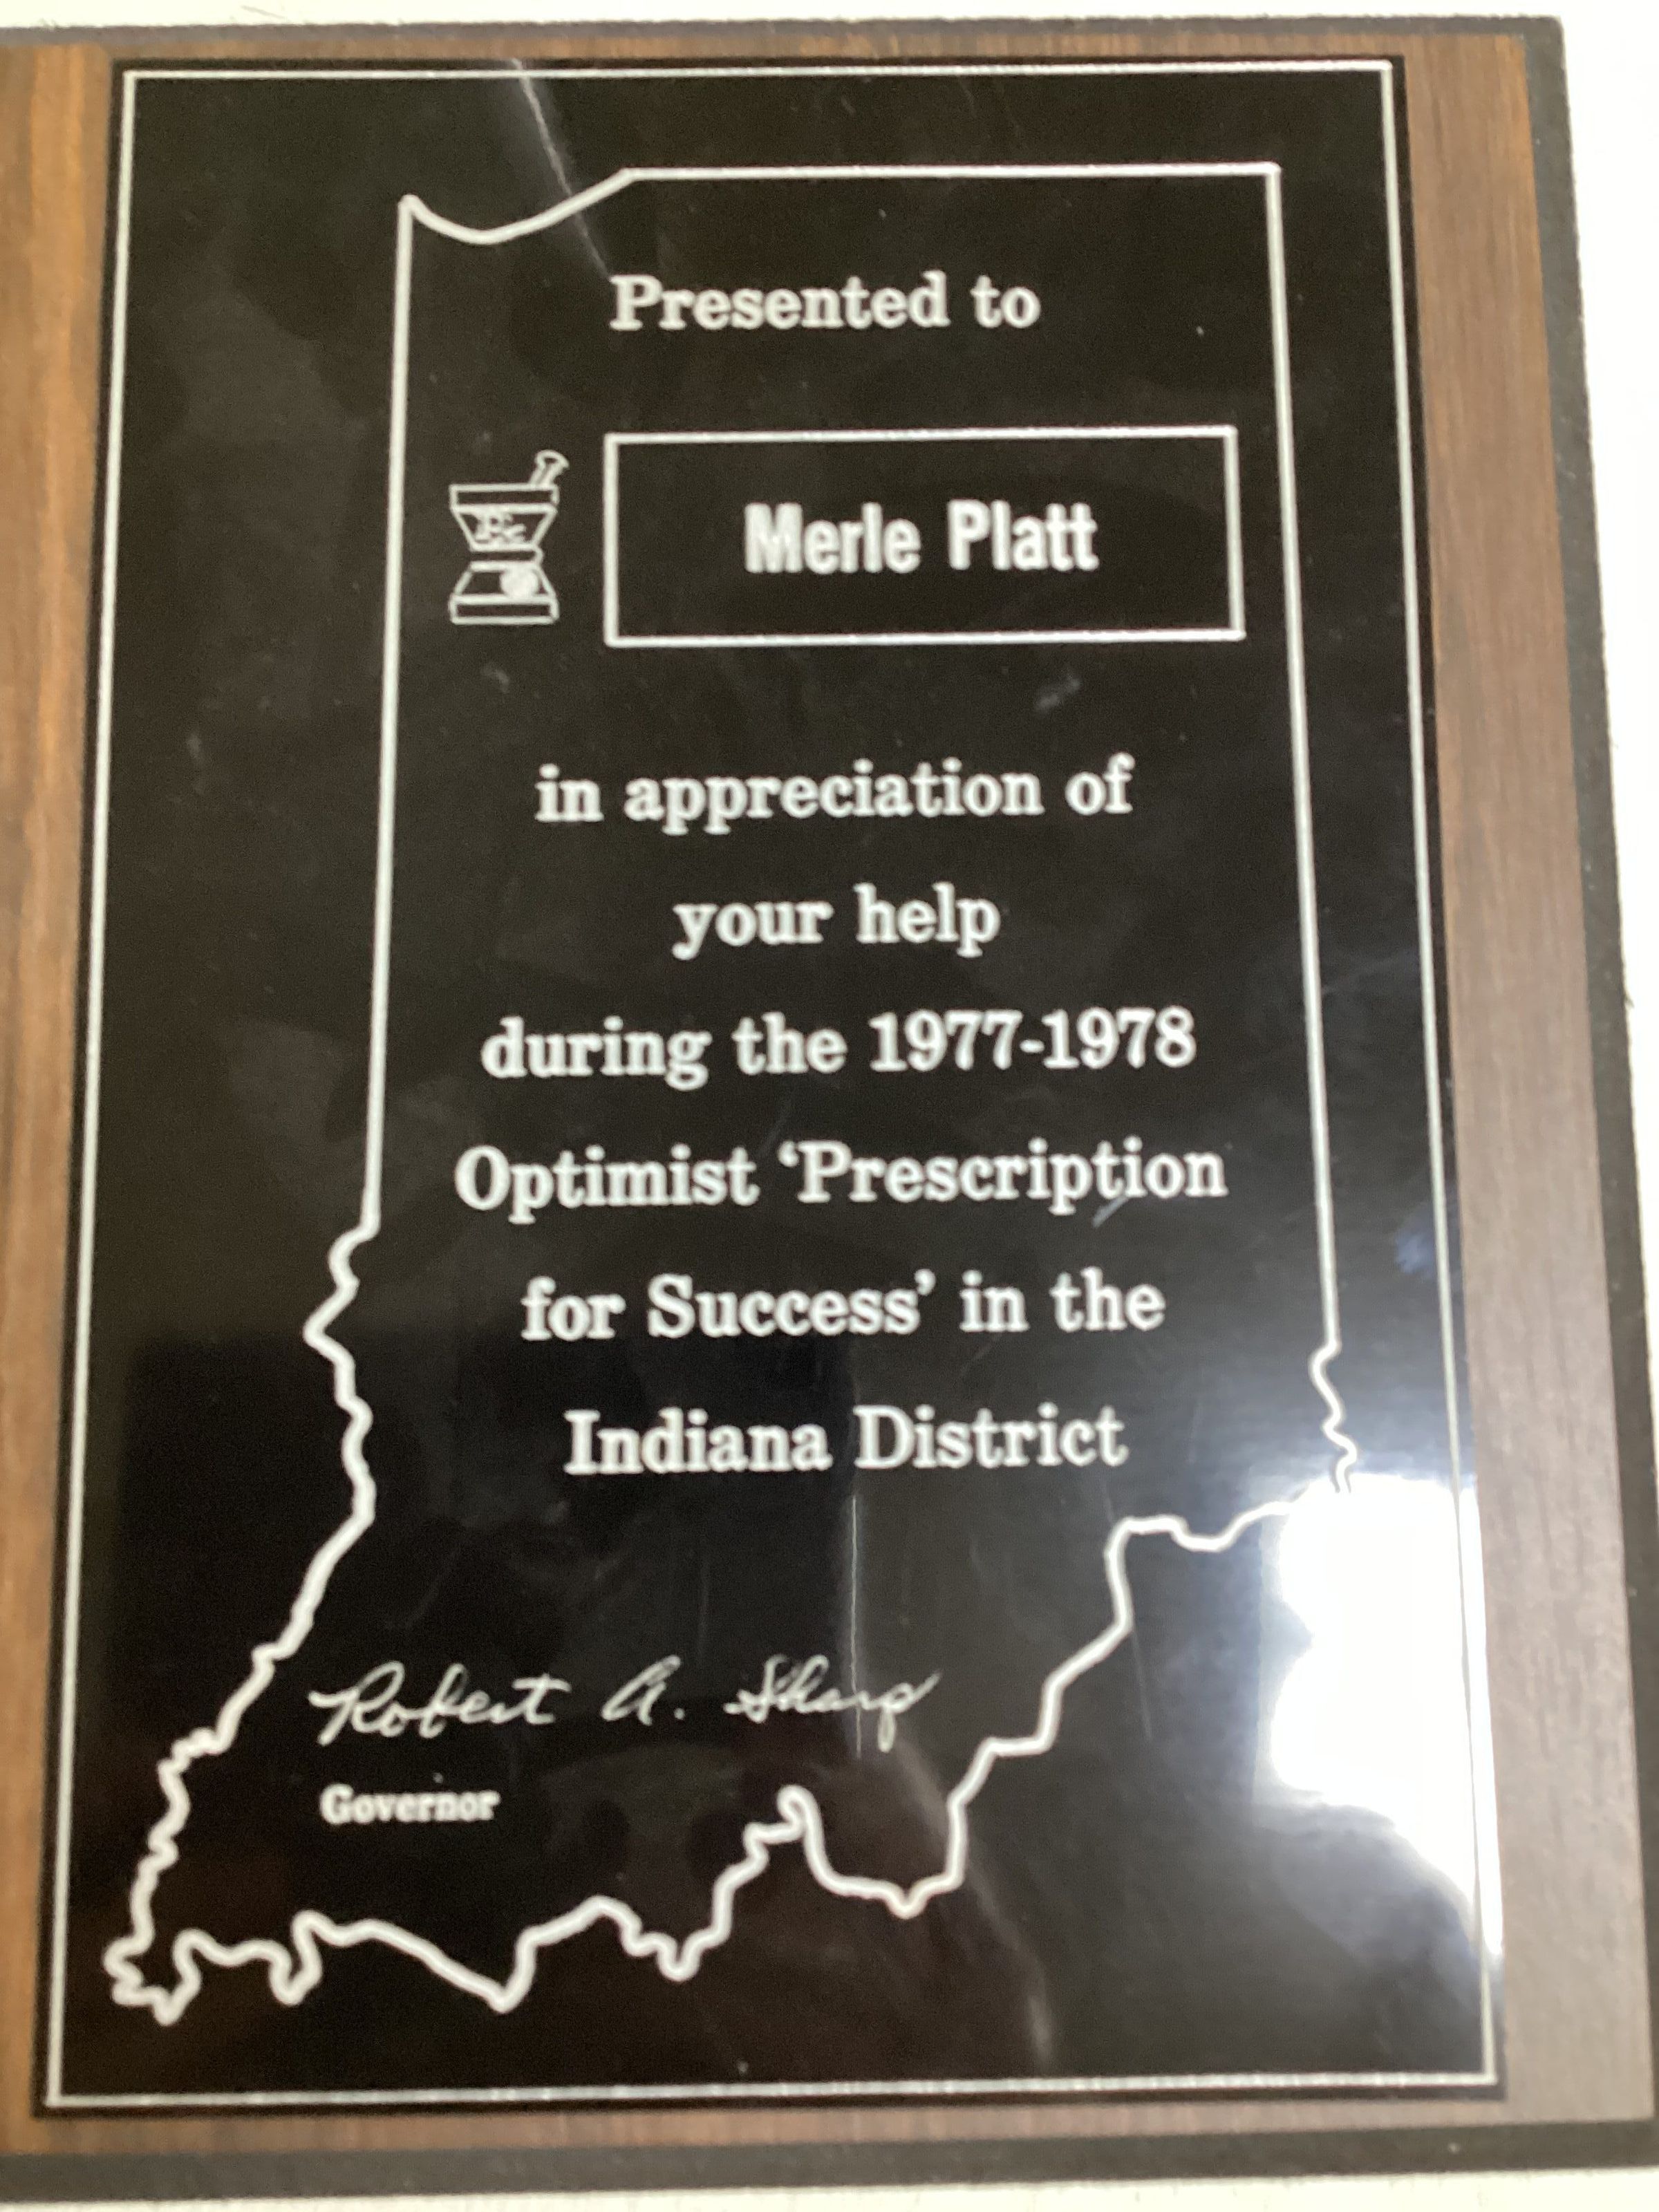 Presented to
Merle Platt
in appreciation of
your help
during the 1977-1978
Optimist ‘Prescription
for Success’ in the
Indiana District
Robert A. Sharp
Governor